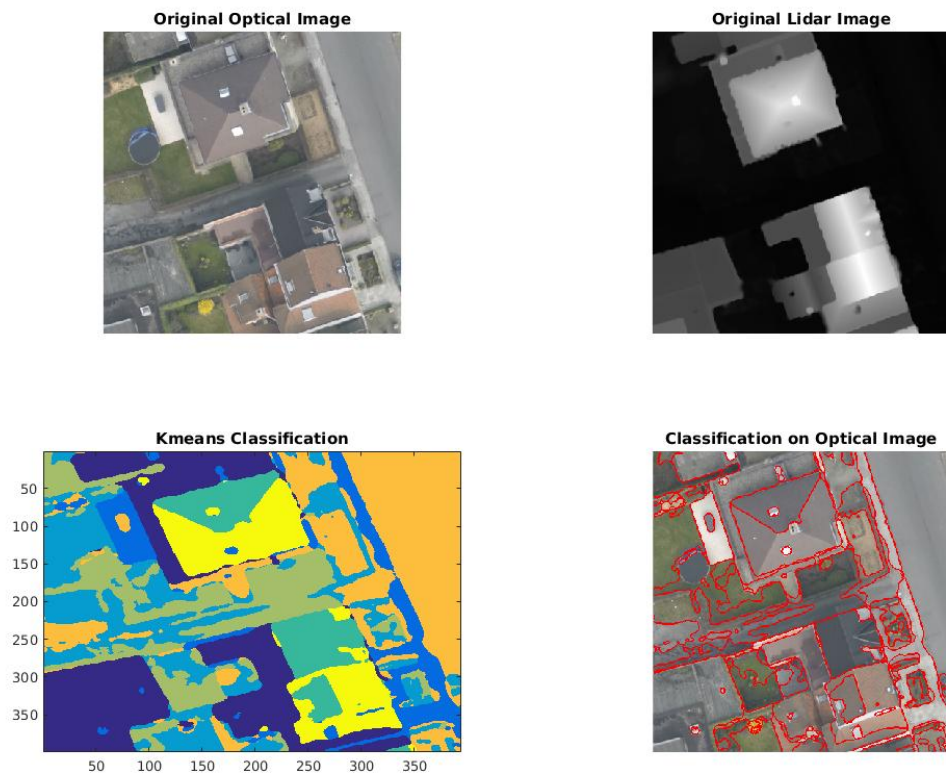 Original Optical Image
Original Lidar Image
Kmeans Classification
Classification on Optical Image
50
100
150
200
250
300
350
50 100 150 200 250 300 350